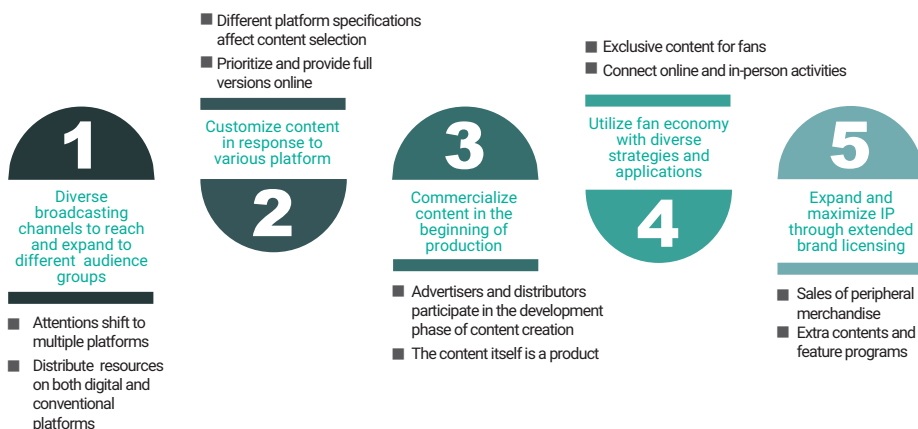 1
Diverse
broadcasting
channels to reach
and expand to
different audience
groups
Attentions shift to
multiple platforms
Distribute resources
on both digital and
conventional
platforms
Different platform specifications
affect content selection
Prioritize and provide full
versions online
Customize content
in response to
various platform
2
3
Commercialize
content in the
beginning of
production
Advertisers and distributors
participate in the development
phase of content creation
The content itself is a product
Exclusive content for fans
Connect online and in-person activities
Utilize fan economy
with diverse
strategies and
applications
4
5
Expand and
maximize IP
through extended
brand licensing
Sales of peripheral
merchandise
Extra contents and
feature programs